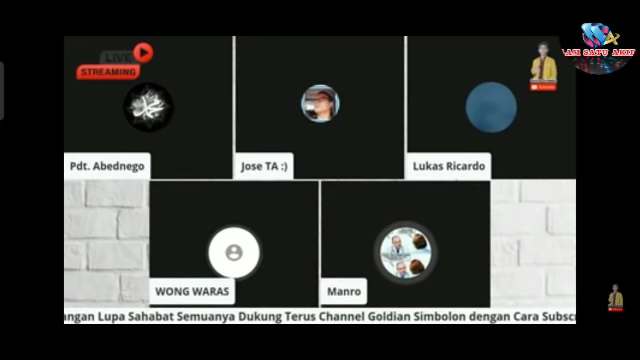 LIVE
STREAMING
Pdt. Abednego
Jose TA :)
Lukas Ricardo
WONG WARAS
Manro
angan Lupa Sahabat Semuanya Dukung Terus Channel Goldian Simbolon dengan Cara Subscr